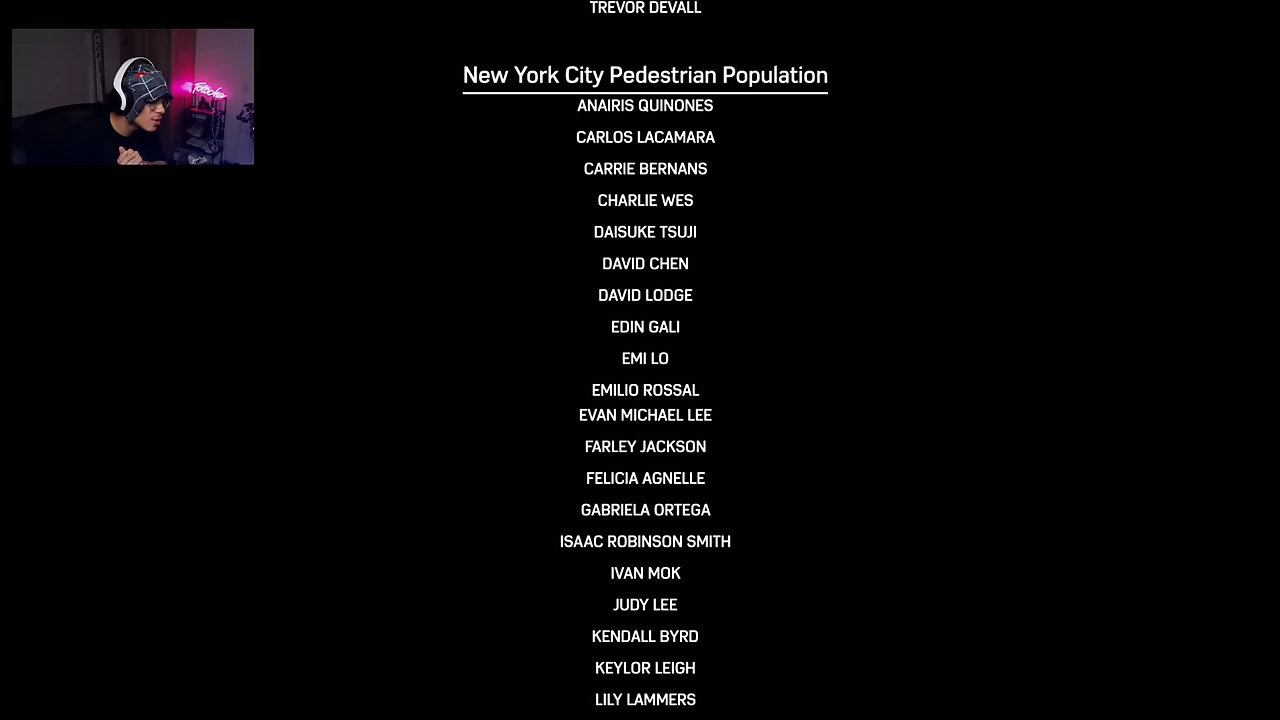 TREVOR DEVALL
New York City Pedestrian Population
ANAIRIS QUINONES
CARLOS LACAMARA
CARRIE BERNANS
CHARLIE WES
DAISUKE TSUJI
DAVID CHEN
DAVID LODGE
EDIN GALI
EMI LO
EMILIO ROSSAL
EVAN MICHAEL LEE
FARLEY JACKSON
FELICIA AGNELLE
GABRIELA ORTEGA
ISAAC ROBINSON SMITH
IVAN MOK
JUDY LEE
KENDALL BYRD
KEYLOR LEIGH
LILY LAMMERS